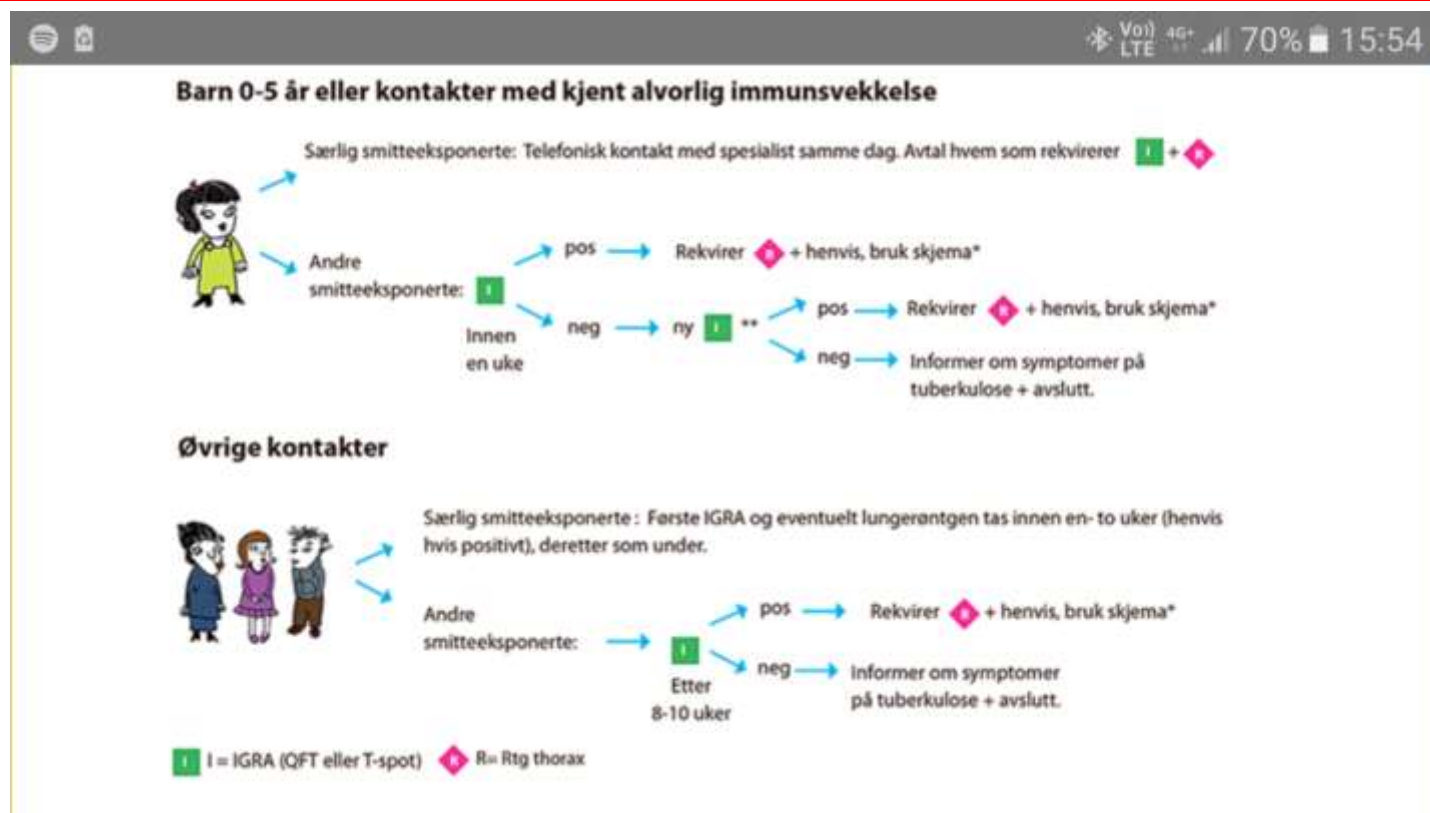 Voı) LTE 4G+ 70% 15:54
Barn 0-5 år eller kontakter med kjent alvorlig immunsvekkelse
Særlig smitteeksponerte: Telefonisk kontakt med spesialist samme dag. Avtal hvem som rekvirerer I + R
Andre
smitteeksponerte: I
Innen
en uke
pos Rekvirer R + henvis, bruk skjema*
neg ny I **
pos Rekvirer R + henvis, bruk skjema*
neg Informer om symptomer på
tuberkulose + avslutt.
Øvrige kontakter
Særlig smitteeksponerte : Første IGRA og eventuelt lungerøntgen tas innen en- to uker (henvis
hvis positivt), deretter som under.
Andre
smitteeksponerte:
I
Etter
8-10 uker
pos Rekvirer R + henvis, bruk skjema*
neg Informer om symptomer
på tuberkulose + avslutt.
I I = IGRA (QFT eller T-spot) R R= Rtg thorax